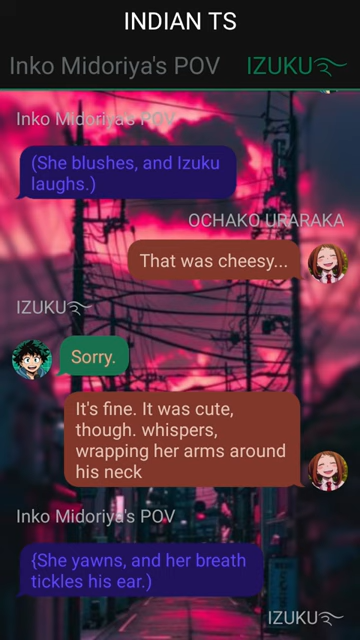 INDIAN TS
Inko Midoriya's POV IZUKU
Inko Midoriya's POV
(She blushes, and Izuku
laughs.)
OCHAKO URARAKA
That was cheesy...
IZUKU
Sorry.
It's fine. It was cute,
though. whispers,
wrapping her arms around
his neck
Inko Midoriya's POV
{She yawns, and her breath
tickles his ear.)
IZUKU